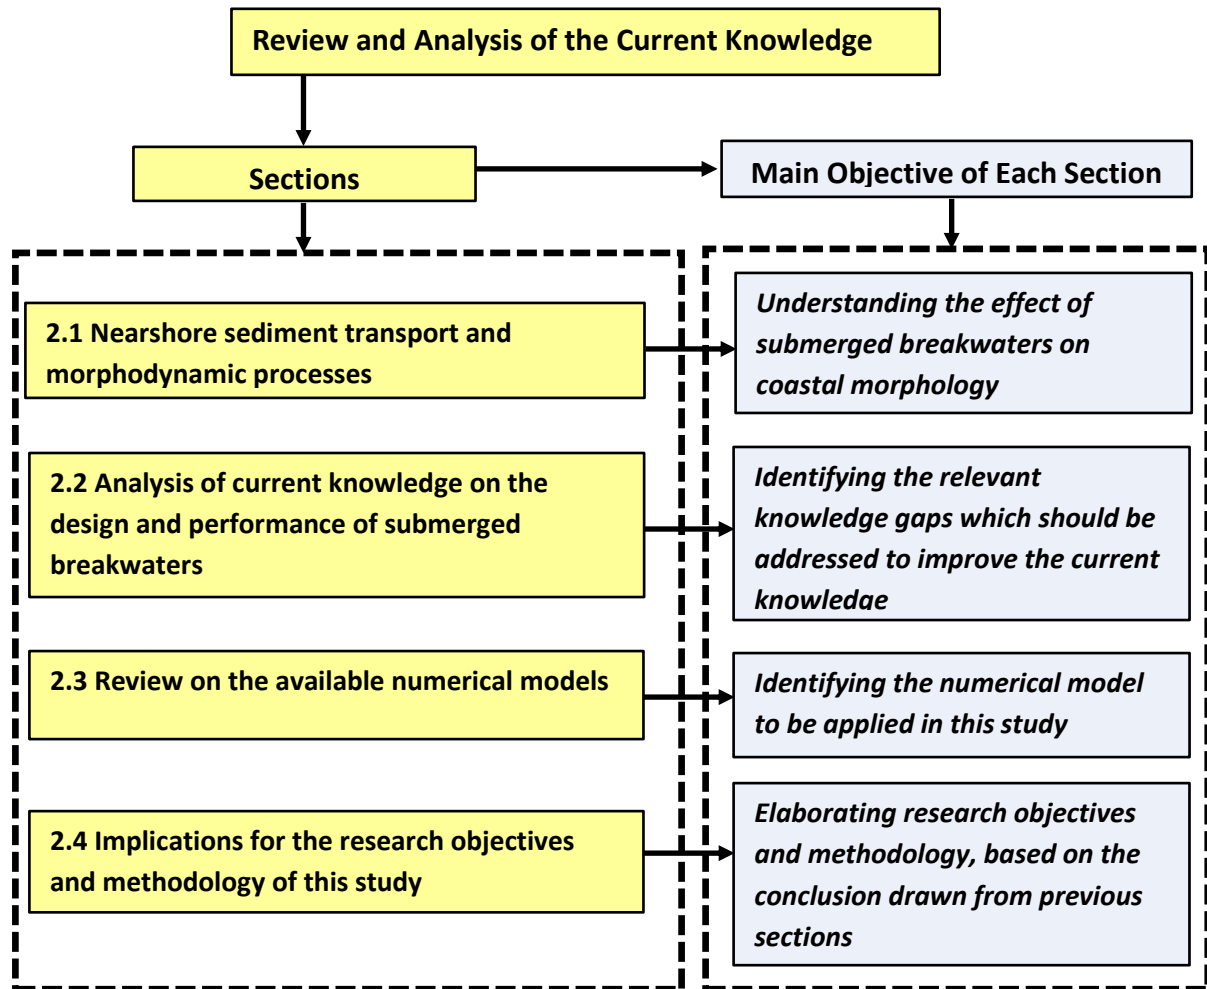 Review and Analysis of the Current Knowledge
Sections
Main Objective of Each Section
2.1 Nearshore sediment transport and
morphodynamic processes
Understanding the effect of
submerged breakwaters on
coastal morphology
2.2 Analysis of current knowledge on the
design and performance of submerged
breakwaters
Identifying the relevant
knowledge gaps which should be
addressed to improve the current
knowledge
2.3 Review on the available numerical models
Identifying the numerical model
to be applied in this study
2.4 Implications for the research objectives
and methodology of this study
Elaborating research objectives
and methodology, based on the
conclusion drawn from previous
sections